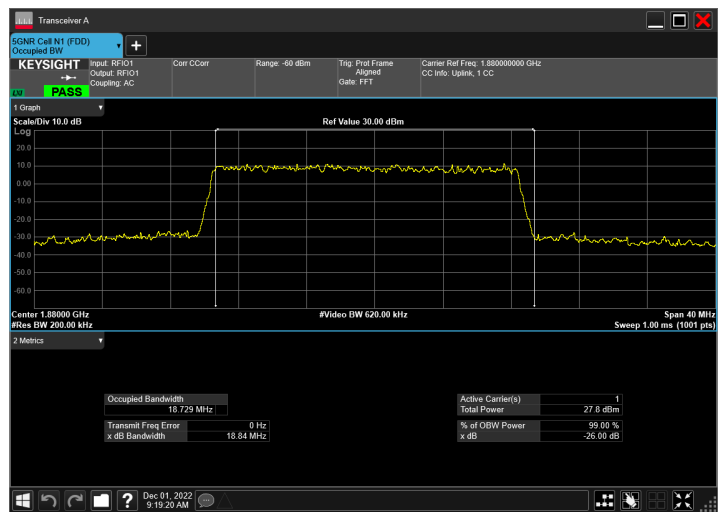 Transceiver A
5GNR Cell N1 (FDD)
Occupied BW
KEYSIGHT
LXI
PASS
Input: RFIO1
Output: RFIO1
Coupling: AC
Corr CCorr
Range: -60 dBm
Trig: Prot Frame
Aligned
Gate: FFT
Carrier Ref Freq: 1.880000000 GHz
CC Info: Uplink, 1 CC
1 Graph
Scale/Div 10.0 dB
Ref Value 30.00 dBm
Log
20.0
10.0
0.00
-10.0
-20.0
-30.0
-40.0
-50.0
-60.0
Center 1.88000 GHz
#Video BW 620.00 kHz
Span 40 MHz
#Res BW 200.00 kHz
Sweep 1.00 ms (1001 pts)
2 Metrics
Occupied Bandwidth
18.729 MHz
Transmit Freq Error 0 Hz
x dB Bandwidth 18.84 MHz
Active Carrier(s) 1
Total Power 27.8 dBm
% of OBW Power 99.00 %
x dB -26.00 dB
Dec 01, 2022
9:19:20 AM